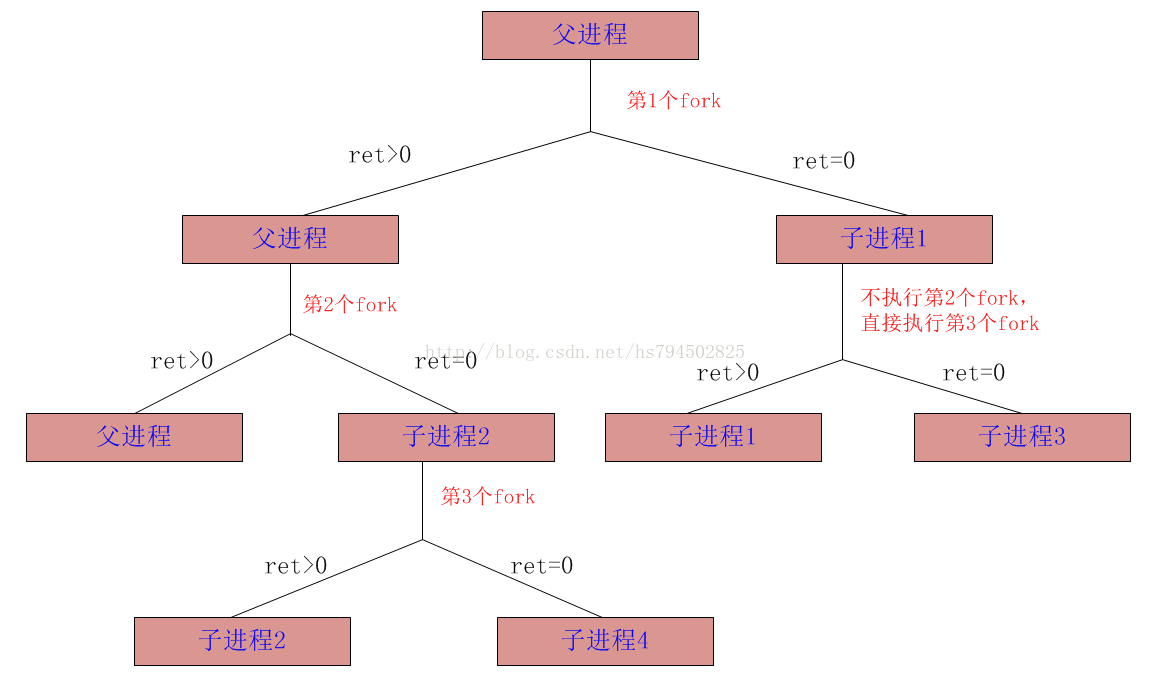 父进程
第1个fork
ret>0
ret=0
父进程
子进程1
第2个fork
不执行第2个fork，
直接执行第3个fork
http://blog.csdn.net/hs794502825
ret>0
ret=0
ret>0
ret=0
父进程
子进程2
子进程1
子进程3
第3个fork
ret>0
ret=0
子进程2
子进程4